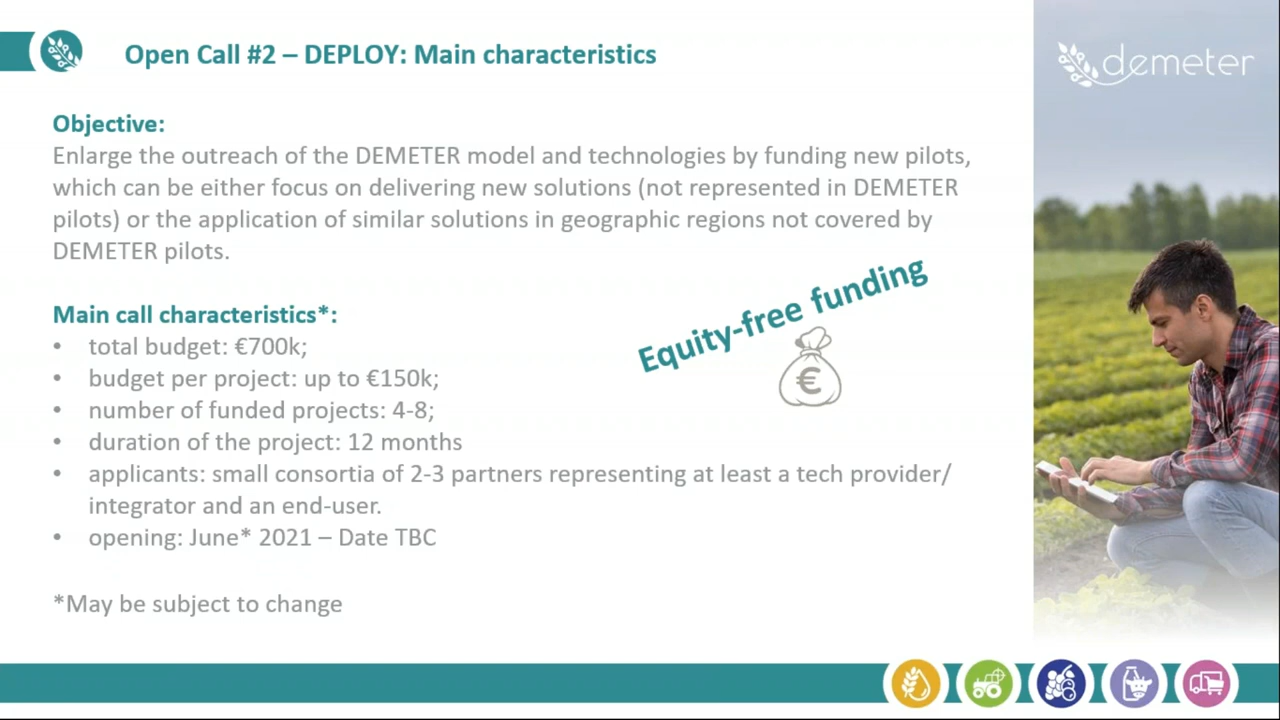 Open Call #2 – DEPLOY: Main characteristics
demeter
Objective:
Enlarge the outreach of the DEMETER model and technologies by funding new pilots,
which can be either focus on delivering new solutions (not represented in DEMETER
pilots) or the application of similar solutions in geographic regions not covered by
DEMETER pilots.
Equity-free funding
€
Main call characteristics*:
• total budget: €700k;
• budget per project: up to €150k;
• number of funded projects: 4-8;
• duration of the project: 12 months
• applicants: small consortia of 2-3 partners representing at least a tech provider/
integrator and an end-user.
• opening: June* 2021 – Date TBC
*May be subject to change